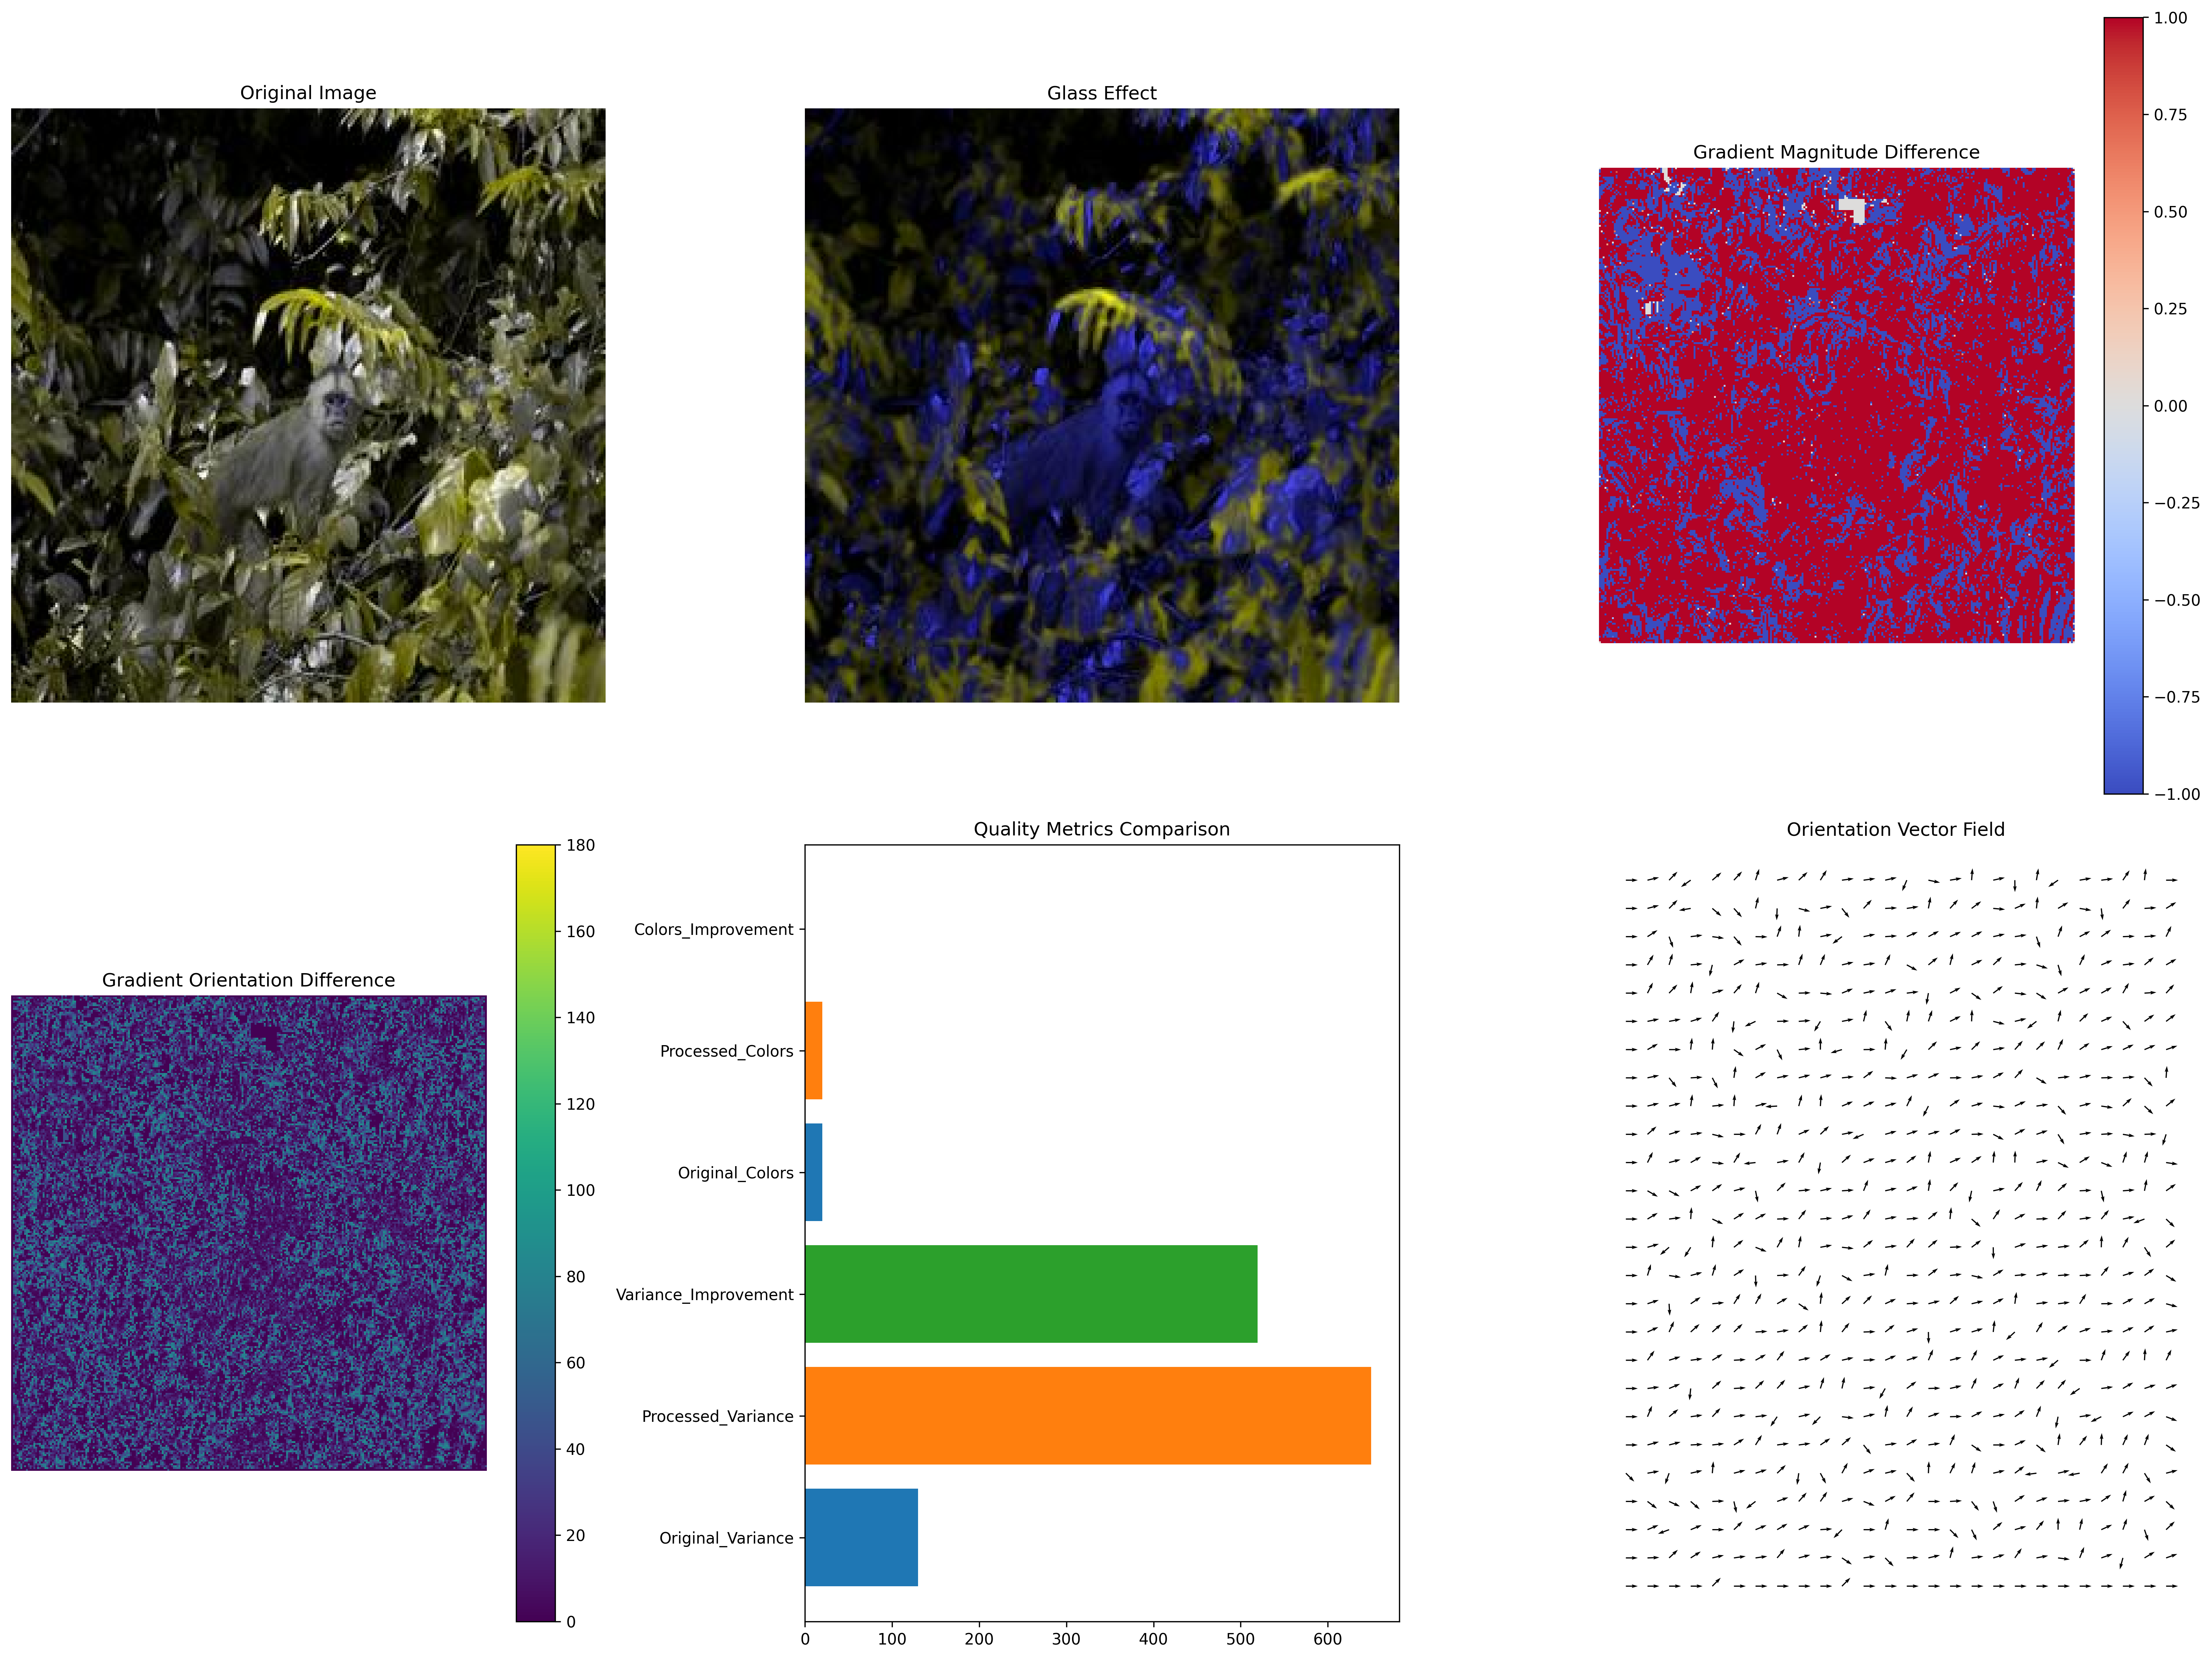 Original Image
Glass Effect
Gradient Magnitude Difference
1.00
0.75
0.50
0.25
0.00
−0.25
−0.50
−0.75
−1.00
Gradient Orientation Difference
180
160
140
120
100
80
60
40
20
0
Quality Metrics Comparison
Colors_Improvement
Processed_Colors
Original_Colors
Variance_Improvement
Processed_Variance
Original_Variance
0 100 200 300 400 500 600
Orientation Vector Field